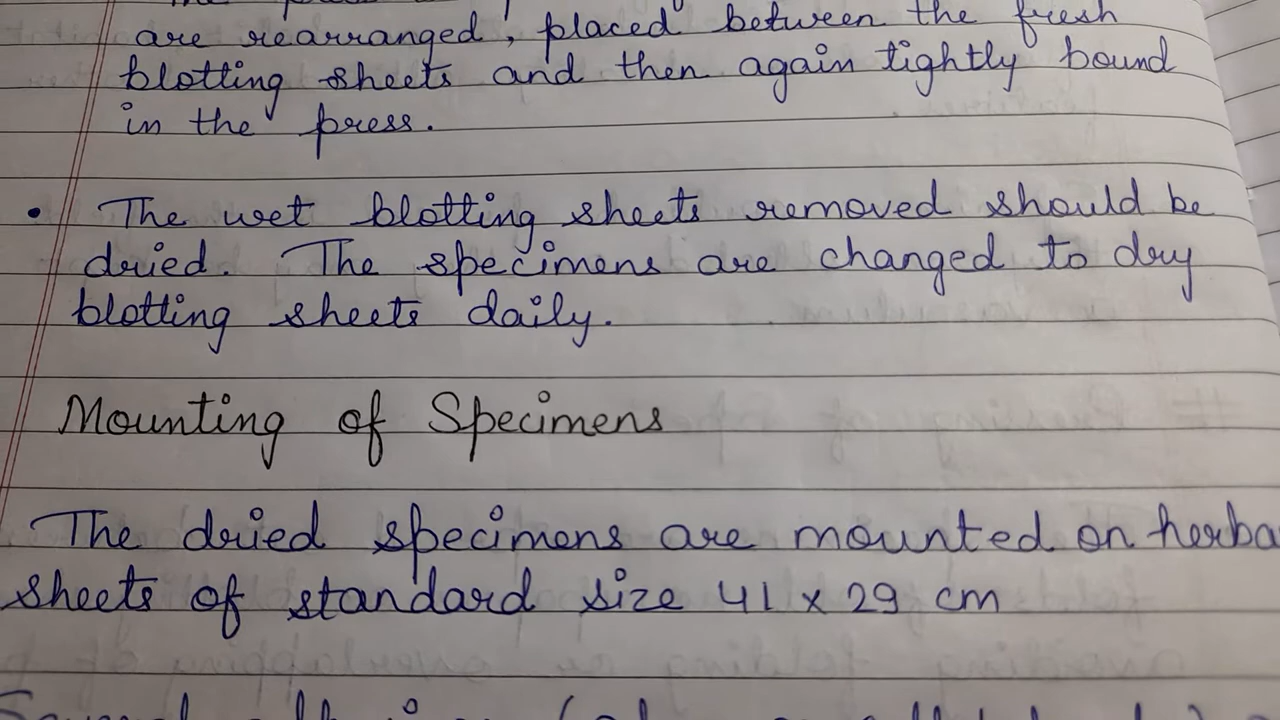 The press
are rearranged, placed between the fresh
blotting sheets and then again tightly bound
in the press.
• The wet blotting sheets removed should be
dried. The specimens are changed to dry
blotting sheets daily.
Mounting of Specimens
The dried specimens are mounted on herba
sheets of standard size 41 x 29 cm